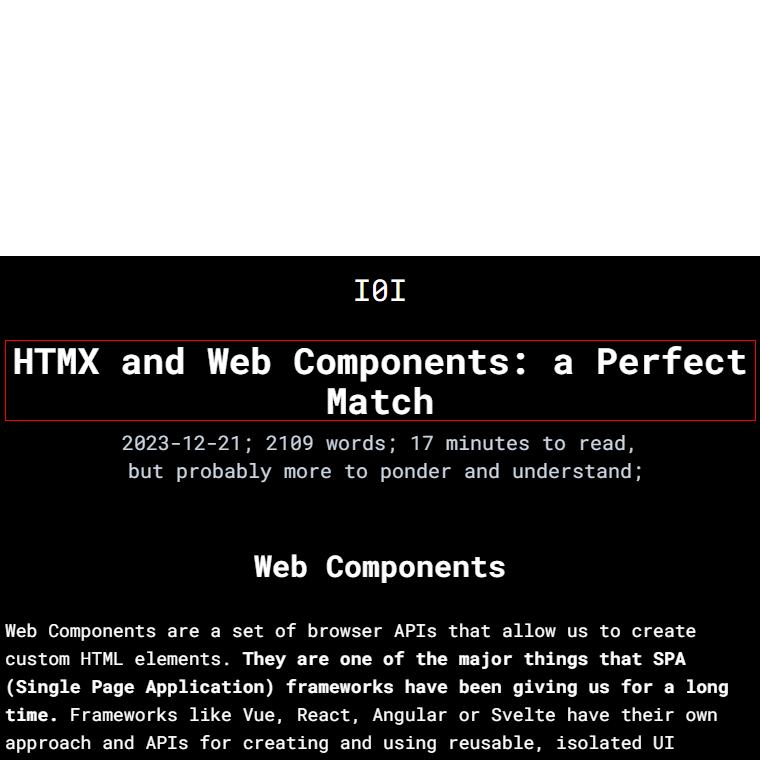 I0I
HTMX and Web Components: a Perfect
Match
2023-12-21; 2109 words; 17 minutes to read,
but probably more to ponder and understand;
Web Components
Web Components are a set of browser APIs that allow us to create
custom HTML elements. They are one of the major things that SPA
(Single Page Application) frameworks have been giving us for a long
time. Frameworks like Vue, React, Angular or Svelte have their own
approach and APIs for creating and using reusable, isolated UI